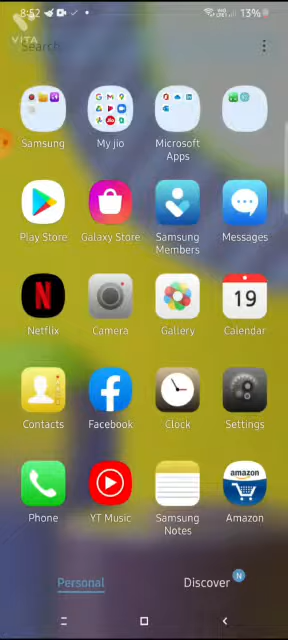 8:52
13%
VITA
Search
Samsung
My jio
Microsoft Apps
Play Store
Galaxy Store
Samsung Members
Messages
Netflix
Camera
Gallery
19
Calendar
Contacts
Facebook
Clock
Settings
amazon
Phone
YT Music
Samsung Notes
Amazon
Personal
Discover
N